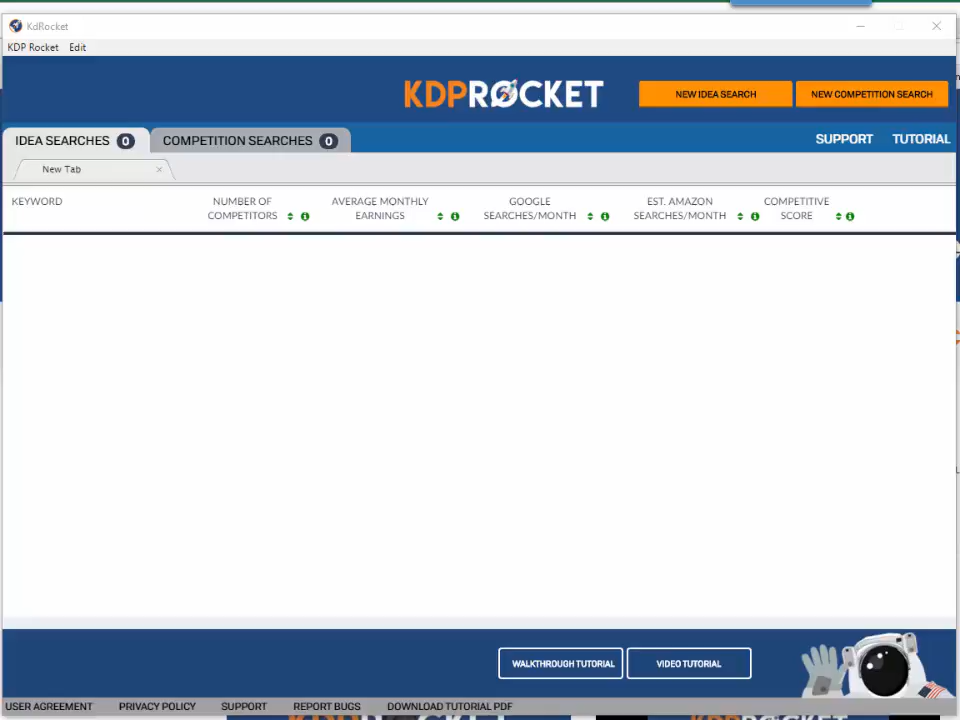 KdRocket
KDP Rocket Edit
KDPROCKET
NEW IDEA SEARCH
NEW COMPETITION SEARCH
IDEA SEARCHES 0
COMPETITION SEARCHES 0
SUPPORT
TUTORIAL
New Tab
KEYWORD
NUMBER OF
COMPETITORS
AVERAGE MONTHLY
EARNINGS
GOOGLE
SEARCHES/MONTH
EST. AMAZON
SEARCHES/MONTH
COMPETITIVE
SCORE
WALKTHROUGH TUTORIAL
VIDEO TUTORIAL
USER AGREEMENT
PRIVACY POLICY
SUPPORT
REPORT BUGS
DOWNLOAD TUTORIAL PDF